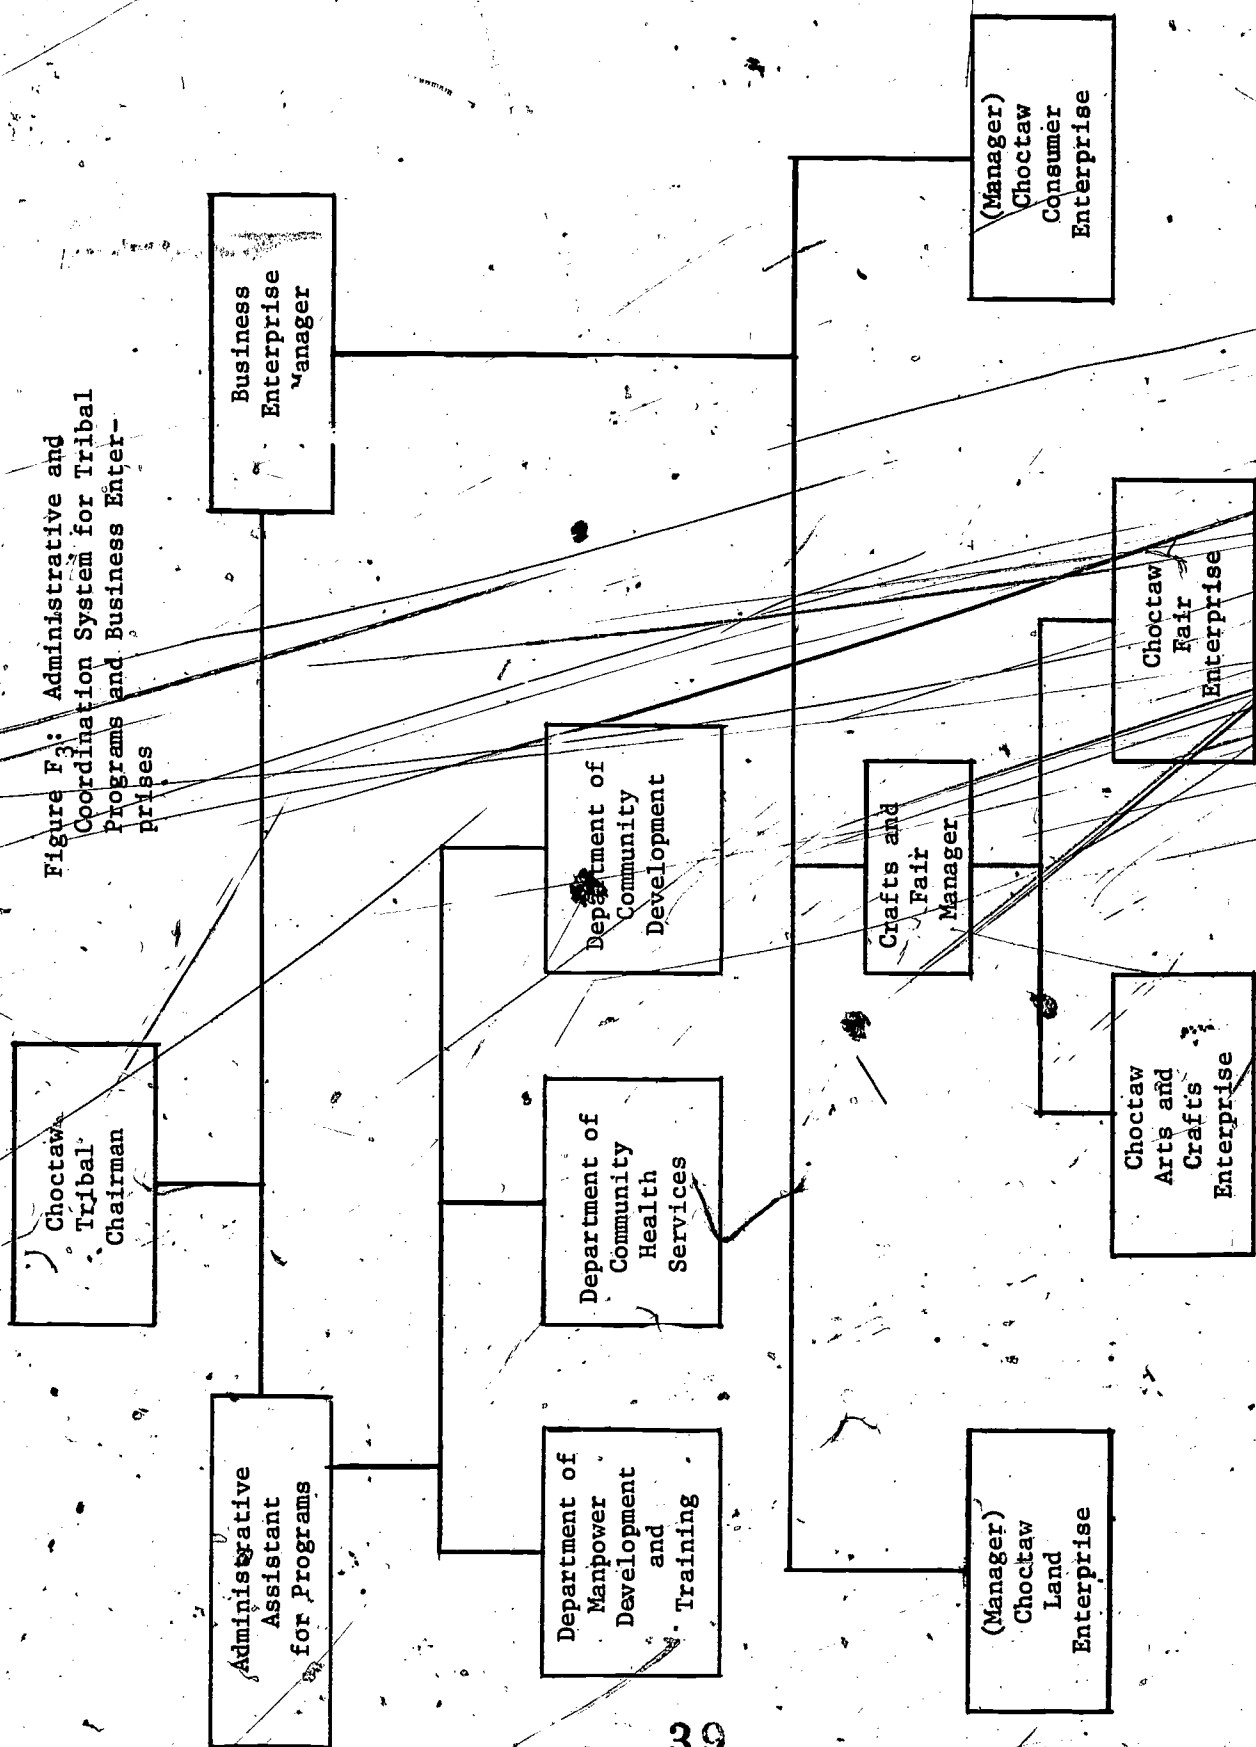 Figure F3: Administrative and
Coordination System for Tribal
Programs and Business Enter-
prises
Choctaw
Tribal
Chairman
Administrative
Assistant
for Programs
Business
Enterprise
Manager
Department of
Manpower
Development
and
Training
Department of
Community
Health
Services
Department of
Community
Development
(Manager)
Choctaw
Land
Enterprise
Crafts and
Fair
Manager
(Manager)
Choctaw
Consumer
Enterprise
Choctaw
Arts and
Crafts
Enterprise
Choctaw
Fair
Enterprise